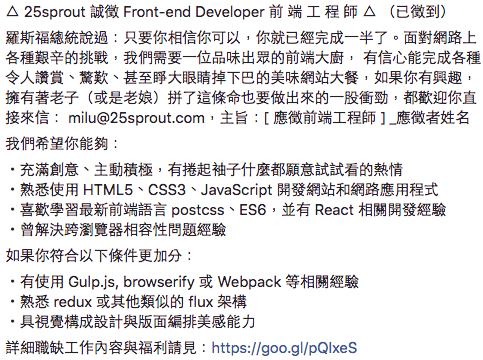 △ 25sprout 誠徵 Front-end Developer 前 端 工 程 師 △ （已徵到）
羅斯福總統說過：只要你相信你可以，你就已經完成一半了。面對網路上
各種艱辛的挑戰，我們需要一位品味出眾的前端大廚， 有信心能完成各種
令人讚賞、驚歎、甚至睜大眼睛掉下巴的美味網站大餐，如果你有興趣，
擁有著老子（或是老娘）拼了這條命也要做出來的一股衝勁，都歡迎你直
接來信： milu@25sprout.com，主旨：[ 應徵前端工程師 ] _應徵者姓名
我們希望你能夠：
・充滿創意、主動積極，有捲起袖子什麼都願意試試看的熱情
・熟悉使用 HTML5、CSS3、JavaScript 開發網站和網路應用程式
・喜歡學習最新前端語言 postcss、ES6，並有 React 相關開發經驗
・曾解決跨瀏覽器相容性問題經驗
如果你符合以下條件更加分：
・有使用 Gulp.js, browserify 或 Webpack 等相關經驗
・熟悉 redux 或其他類似的 flux 架構
・具視覺構成設計與版面編排美感能力
詳細職缺工作內容與福利請見：https://goo.gl/pQlxeS